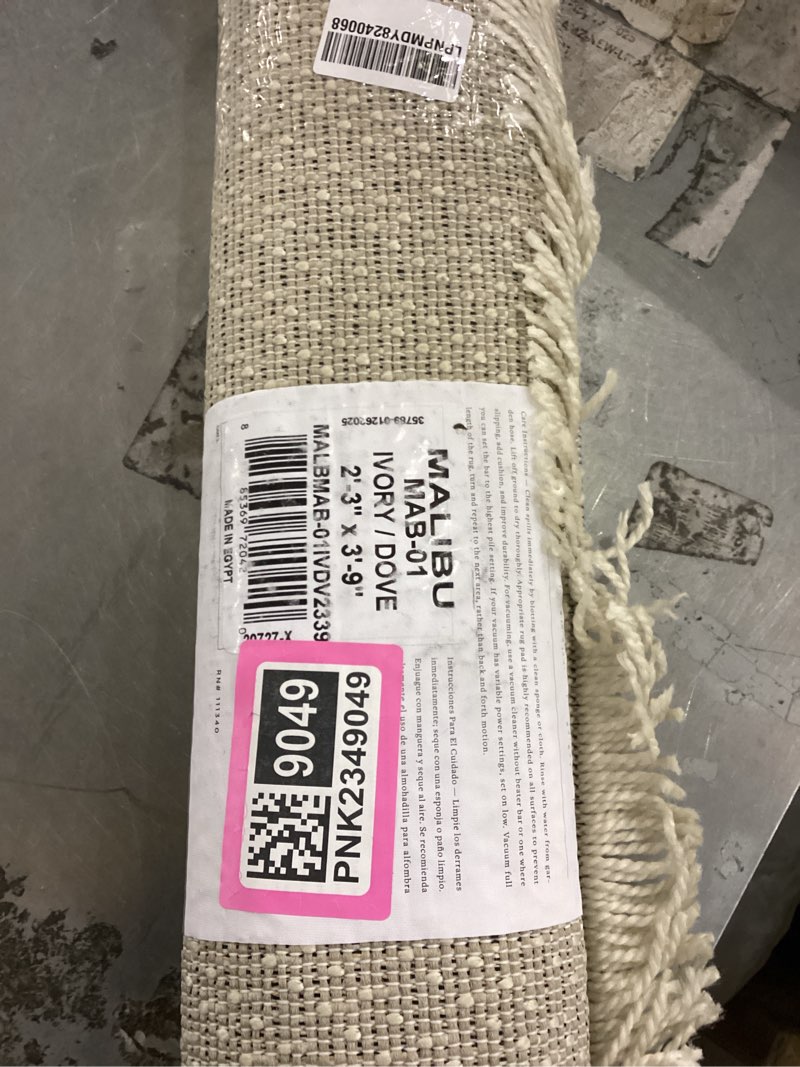 LPNPMDY8240068
35769-01262025
MALIBU
MAB-01
IVORY / DOVE
2'-3" x 3'-9"
MALBMAB-01IVDV2339
8
MADE IN EGYPT
RN# 111340
9049
PNK2349049
Care Instructions — Clean spills immediately by blotting with a clean sponge or cloth. Rinse with water from gar-
den hose. Lift off ground to dry thoroughly. Appropriate rug pad is highly recommended on all surfaces to prevent
slipping, add cushion, and improve durability. For vacuuming, use a vacuum cleaner without beater bar or one where
you can set the bar to the highest pile setting. If your vacuum has variable power settings, set on low. Vacuum full
length of the rug, turn and repeat to the next area, rather than back and forth motion.
Instrucciones Para El Cuidado — Limpie los derrames
inmediatamente; seque con una esponja o paño limpio.
Enjuague con manguera y seque al aire. Se recomienda
el uso de una almohadilla para alfombra